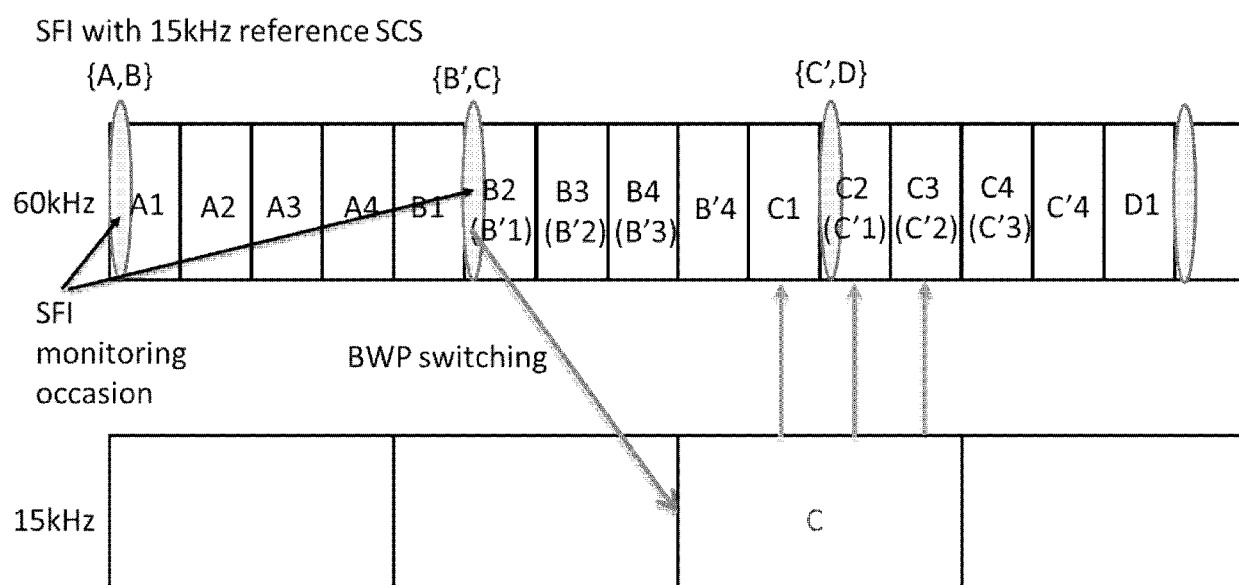 SFI with 15kHz reference SCS
{A,B}
{B',C}
{C',D}
60kHz
A1
A2
A3
A4
B1
B2
(B'1)
B3
(B'2)
B4
(B'3)
B'4
C1
C2
(C'1)
C3
(C'2)
C4
(C'3)
C'4
D1
SFI
monitoring
occasion
BWP switching
15kHz
C